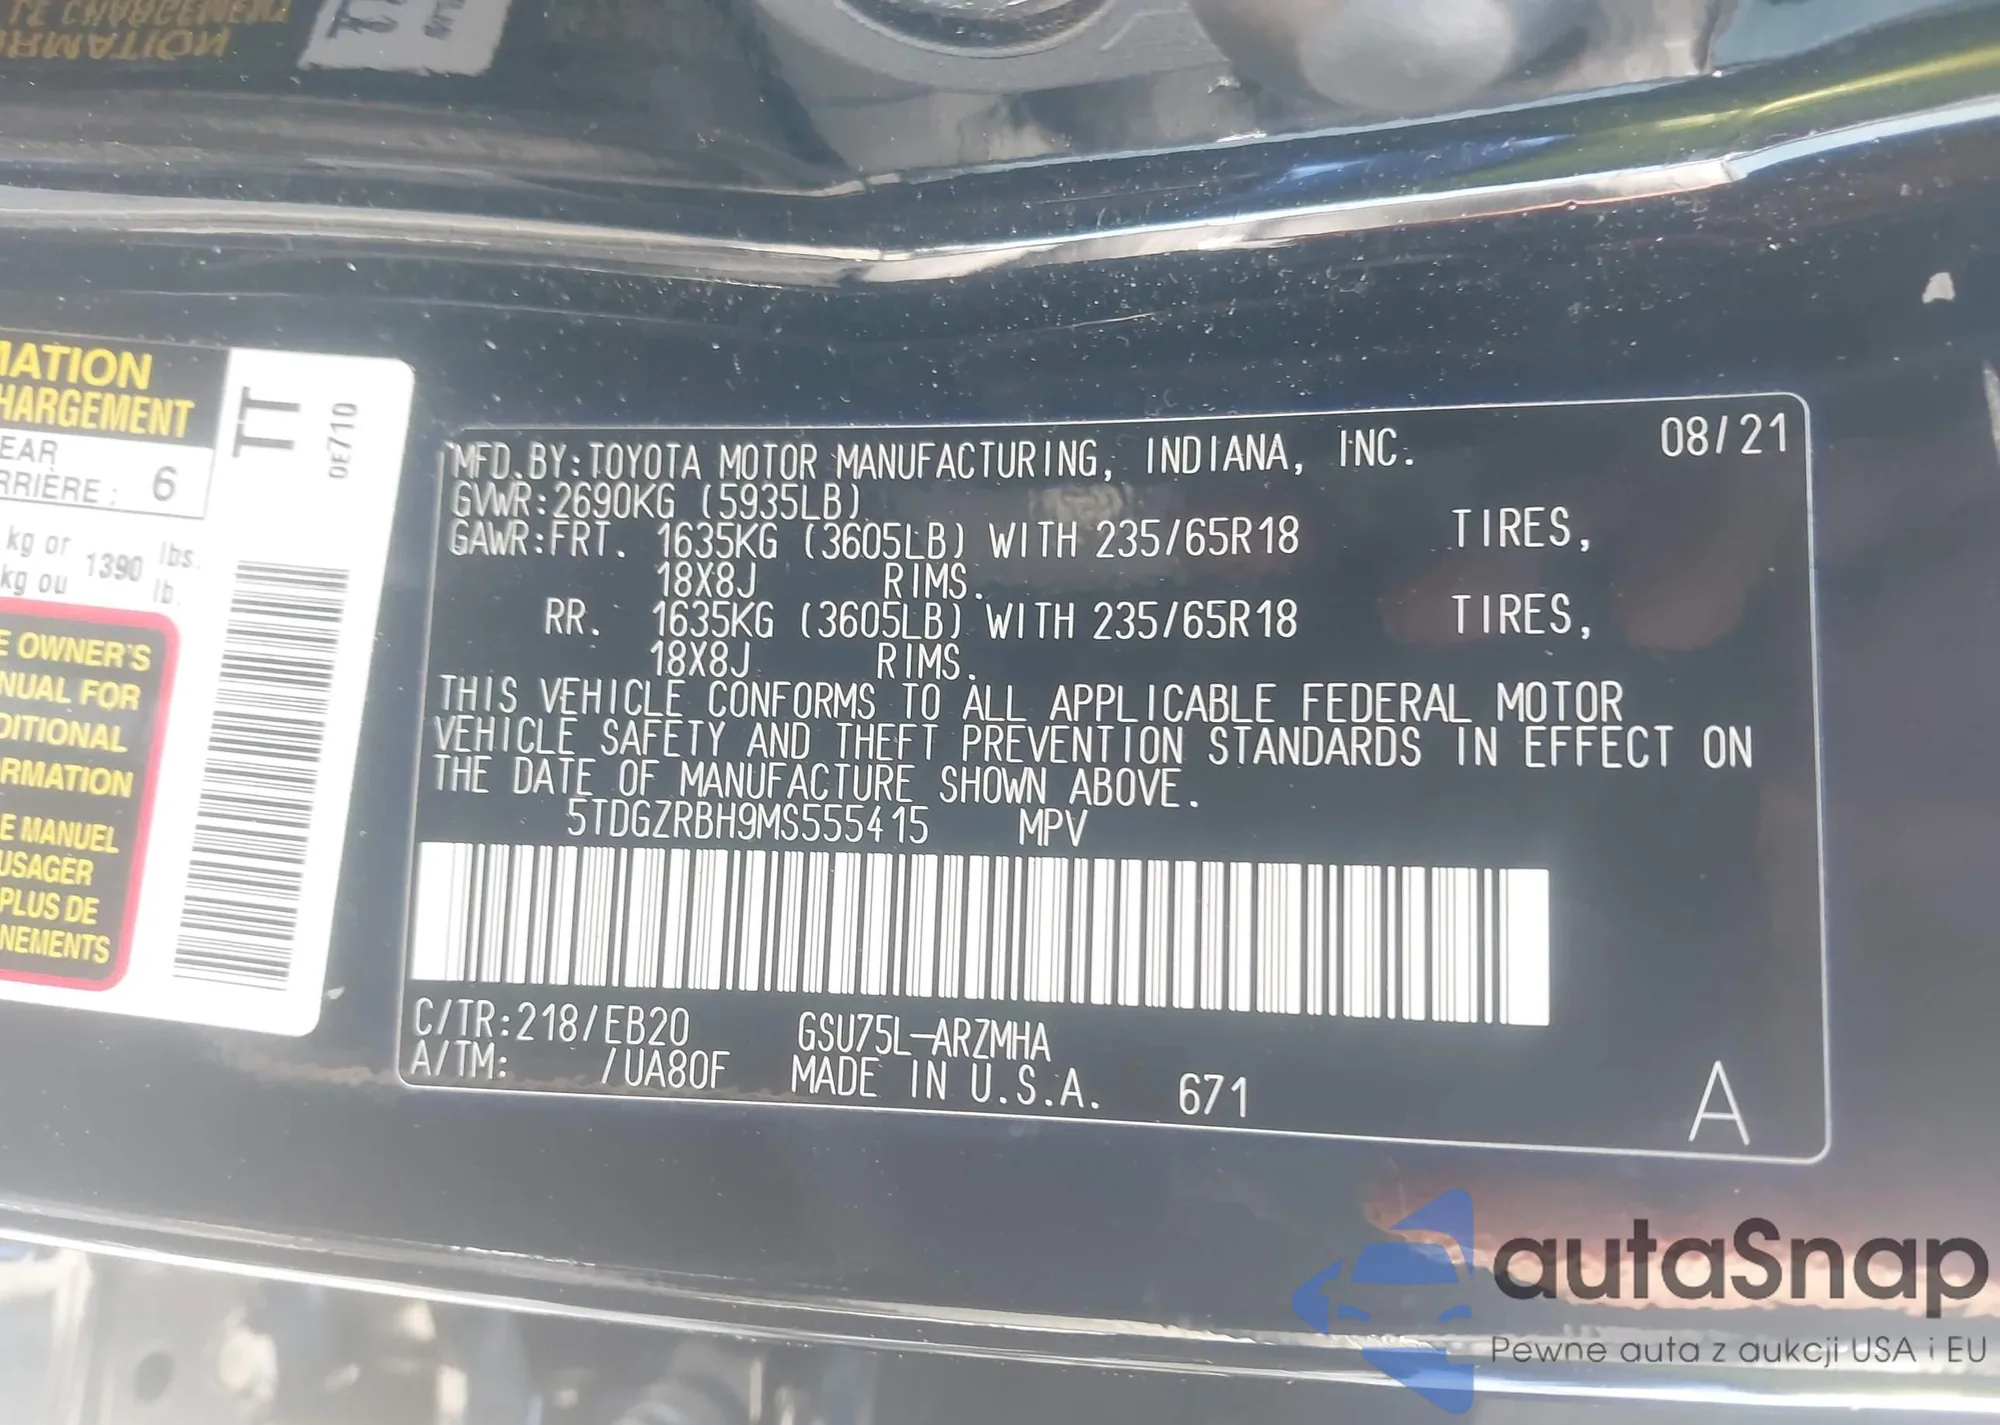 MATION
HARGEMENT
EAR
RRIÈRE : 6
kg or 1390 lbs.
kg ou lb.
E OWNER'S
NUAL FOR
DITIONAL
RMATION
E MANUEL
USAGER
PLUS DE
NEMENTS
TT
0E710
MFD.BY:TOYOTA MOTOR MANUFACTURING, INDIANA, INC. 08/21
GVWR:2690KG (5935LB)
GAWR:FRT. 1635KG (3605LB) WITH 235/65R18 TIRES,
18X8J RIMS.
RR. 1635KG (3605LB) WITH 235/65R18 TIRES,
18X8J RIMS.
THIS VEHICLE CONFORMS TO ALL APPLICABLE FEDERAL MOTOR
VEHICLE SAFETY AND THEFT PREVENTION STANDARDS IN EFFECT ON
THE DATE OF MANUFACTURE SHOWN ABOVE.
5TDGZRBH9MS555415 MPV
C/TR:218/EB20 GSU75L-ARZMHA
A/TM: /UA80F MADE IN U.S.A. 671
A
autaSnap
Pewne auta z aukcji USA i EU